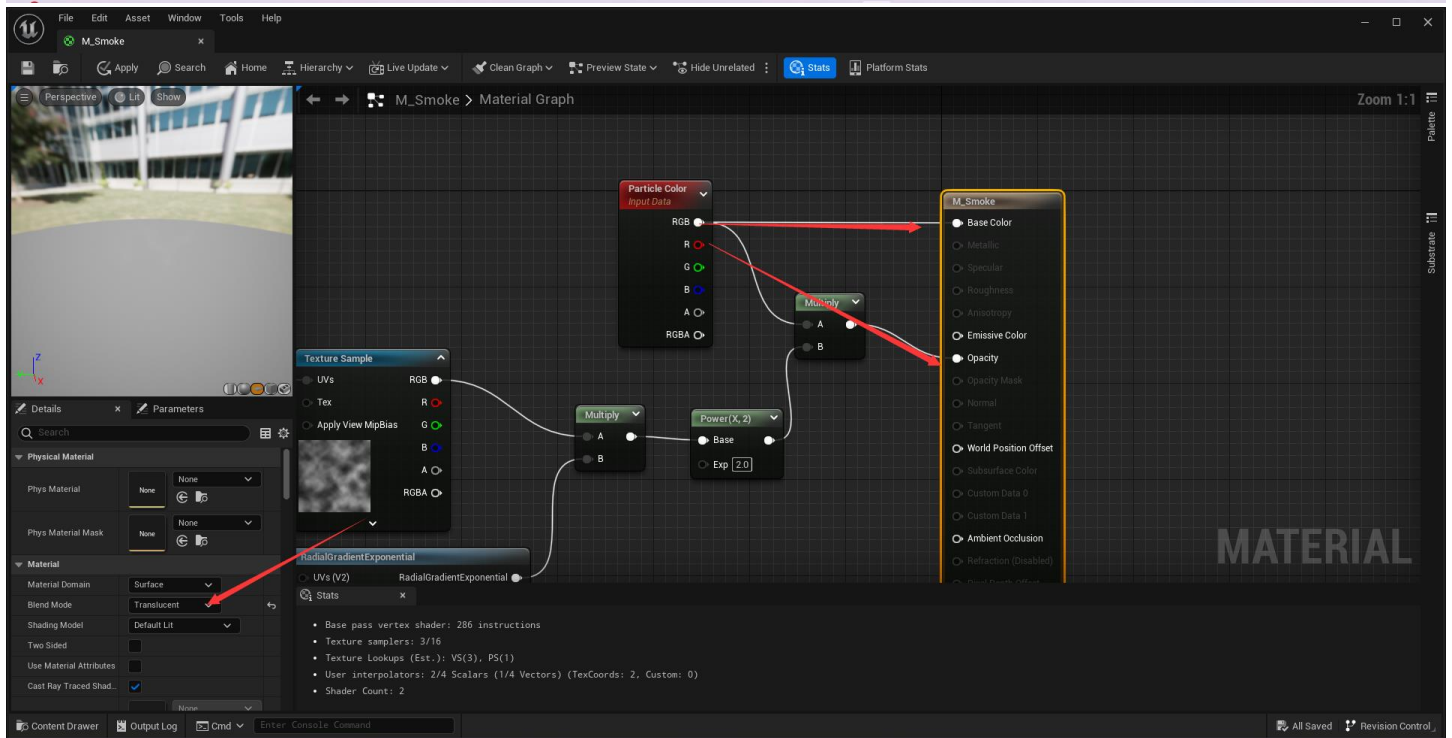 File Edit Asset Window Tools Help
M_Smoke
Apply Search Home Hierarchy Live Update Clean Graph Preview State Hide Unrelated Stats Platform Stats
Perspective Lit Show
M_Smoke > Material Graph
Zoom 1:1
Palette
Substrate
Z
X
Particle Color
Input Data
RGB
R
G
B
A
RGBA
Multiply
A
B
M_Smoke
Base Color
Metallic
Specular
Roughness
Anisotropy
Emissive Color
Opacity
Opacity Mask
Normal
Tangent
World Position Offset
Subsurface Color
Custom Data 0
Custom Data 1
Ambient Occlusion
Refraction (Disabled)
Pixel Depth Offset
Texture Sample
UVs RGB
Tex R
Apply View MipBias G
B
A
RGBA
Multiply
A
B
Power(X, 2)
Base
Exp 2.0
RadialGradientExponential
UVs (V2) RadialGradientExponential
MATERIAL
Details Parameters
Search
Physical Material
Phys Material None None
Phys Material Mask None None
Material
Material Domain Surface
Blend Mode Translucent
Shading Model Default Lit
Two Sided
Use Material Attributes
Cast Ray Traced Shad...
None
Stats
• Base pass vertex shader: 286 instructions
• Texture samplers: 3/16
• Texture Lookups (Est.): VS(3), PS(1)
• User interpolators: 2/4 Scalars (1/4 Vectors) (TexCoords: 2, Custom: 0)
• Shader Count: 2
Content Drawer Output Log Cmd Enter Console Command All Saved Revision Control